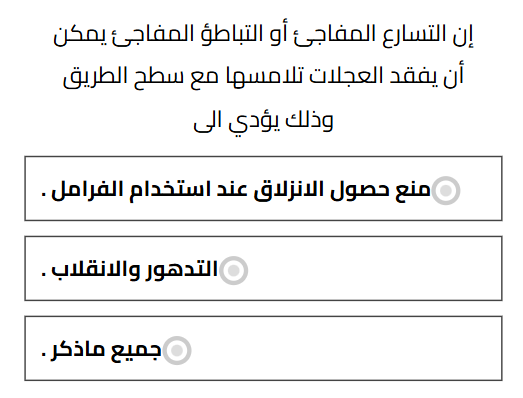 إن التسارع المفاجئ أو التباطؤ المفاجئ يمكن
أن يفقد العجلات تلامسها مع سطح الطريق
وذلك يؤدي الى
منع حصول الانزلاق عند استخدام الفرامل .
التدهور والانقلاب .
جميع ماذكر .